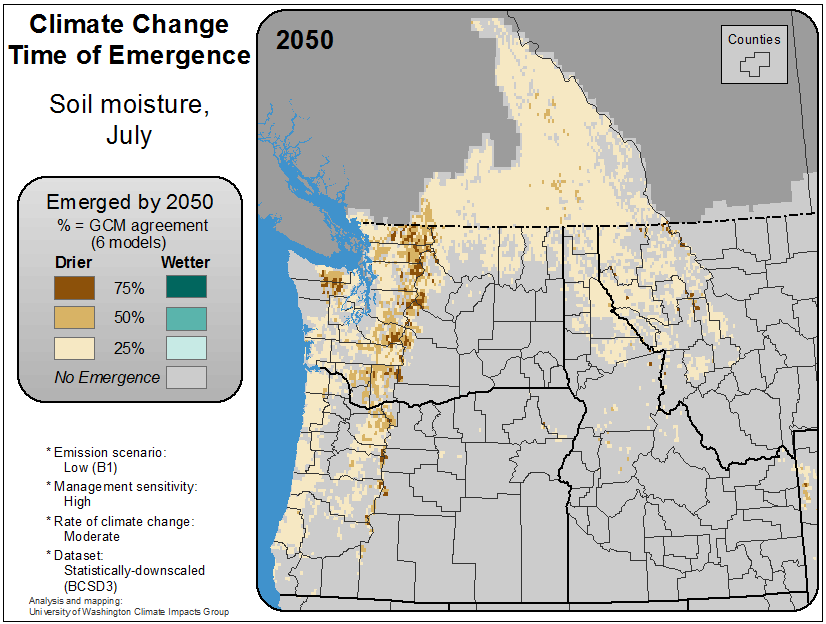 Climate Change
Time of Emergence
Soil moisture,
July
Emerged by 2050
% = GCM agreement
(6 models)
Drier
Wetter
75%
50%
25%
No Emergence
* Emission scenario:
Low (B1)
* Management sensitivity:
High
* Rate of climate change:
Moderate
* Dataset:
Statistically-downscaled
(BCSD3)
Analysis and mapping:
University of Washington Climate Impacts Group
2050
Counties